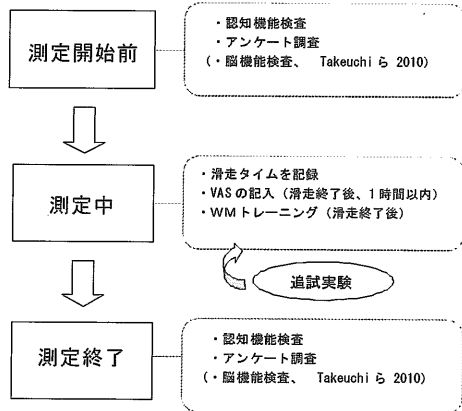 測定開始前
・認知機能検査
・アンケート調査
(・脳機能検査、 Takeuchi ら 2010)
測定中
・滑走タイムを記録
・VAS の記入（滑走終了後、1時間以内）
・WMトレーニング（滑走終了後）
追試実験
測定終了
・認知機能検査
・アンケート調査
(・脳機能検査、 Takeuchi ら 2010)